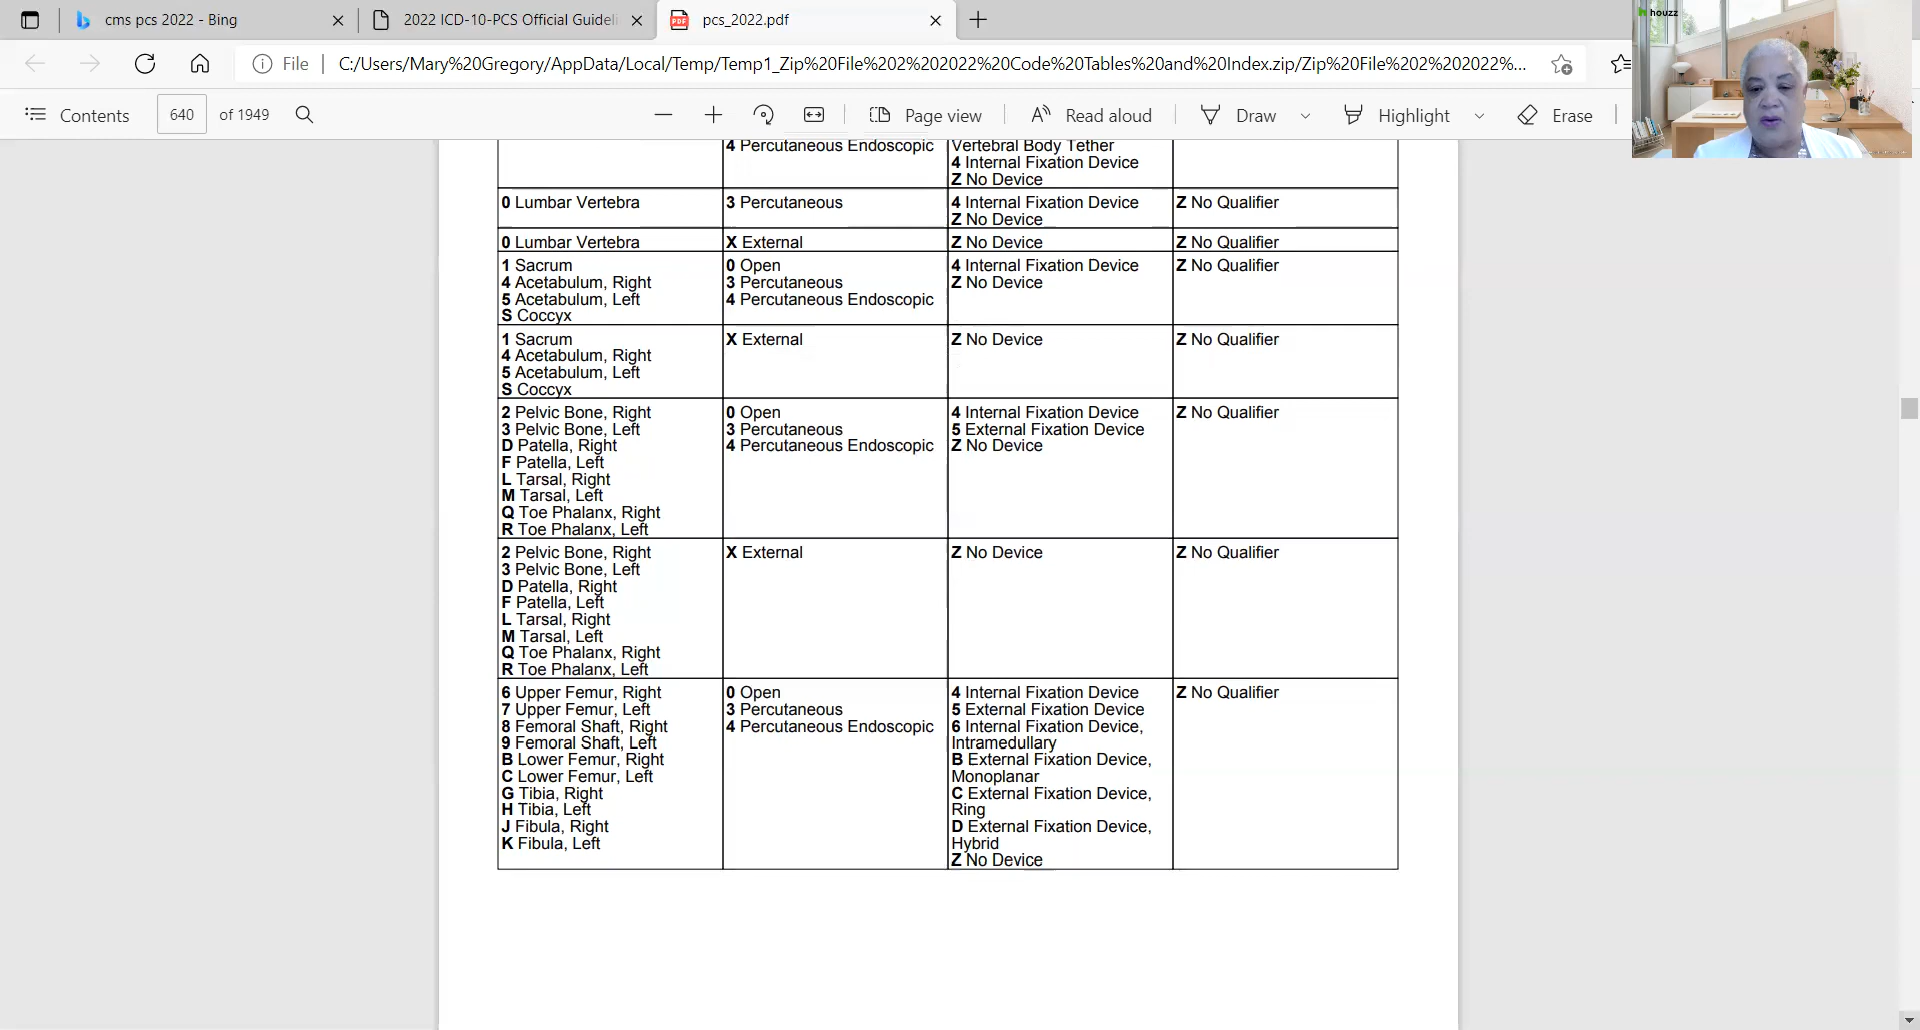 cms pcs 2022 - Bing
2022 ICD-10-PCS Official Guideli
pcs_2022.pdf
houzz
File
C:/Users/Mary%20Gregory/AppData/Local/Temp/Temp1_Zip%20File%202%202022%20Code%20Tables%20and%20Index.zip/Zip%20File%202%202022%...
Contents
640 of 1949
Page view
Read aloud
Draw
Highlight
Erase
4 Percutaneous Endoscopic
Vertebral Body Tether
4 Internal Fixation Device
Z No Device
0 Lumbar Vertebra
3 Percutaneous
4 Internal Fixation Device
Z No Device
Z No Qualifier
0 Lumbar Vertebra
X External
Z No Device
Z No Qualifier
1 Sacrum
4 Acetabulum, Right
5 Acetabulum, Left
S Coccyx
0 Open
3 Percutaneous
4 Percutaneous Endoscopic
4 Internal Fixation Device
Z No Device
Z No Qualifier
1 Sacrum
4 Acetabulum, Right
5 Acetabulum, Left
S Coccyx
X External
Z No Device
Z No Qualifier
2 Pelvic Bone, Right
3 Pelvic Bone, Left
D Patella, Right
F Patella, Left
L Tarsal, Right
M Tarsal, Left
Q Toe Phalanx, Right
R Toe Phalanx, Left
0 Open
3 Percutaneous
4 Percutaneous Endoscopic
4 Internal Fixation Device
5 External Fixation Device
Z No Device
Z No Qualifier
2 Pelvic Bone, Right
3 Pelvic Bone, Left
D Patella, Right
F Patella, Left
L Tarsal, Right
M Tarsal, Left
Q Toe Phalanx, Right
R Toe Phalanx, Left
X External
Z No Device
Z No Qualifier
6 Upper Femur, Right
7 Upper Femur, Left
8 Femoral Shaft, Right
9 Femoral Shaft, Left
B Lower Femur, Right
C Lower Femur, Left
G Tibia, Right
H Tibia, Left
J Fibula, Right
K Fibula, Left
0 Open
3 Percutaneous
4 Percutaneous Endoscopic
4 Internal Fixation Device
5 External Fixation Device
6 Internal Fixation Device,
Intramedullary
B External Fixation Device,
Monoplanar
C External Fixation Device,
Ring
D External Fixation Device,
Hybrid
Z No Device
Z No Qualifier